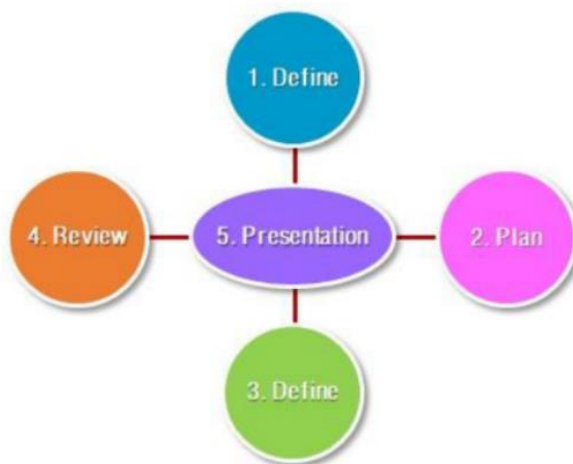 1. Define
4. Review
5. Presentation
2. Plan
3. Define